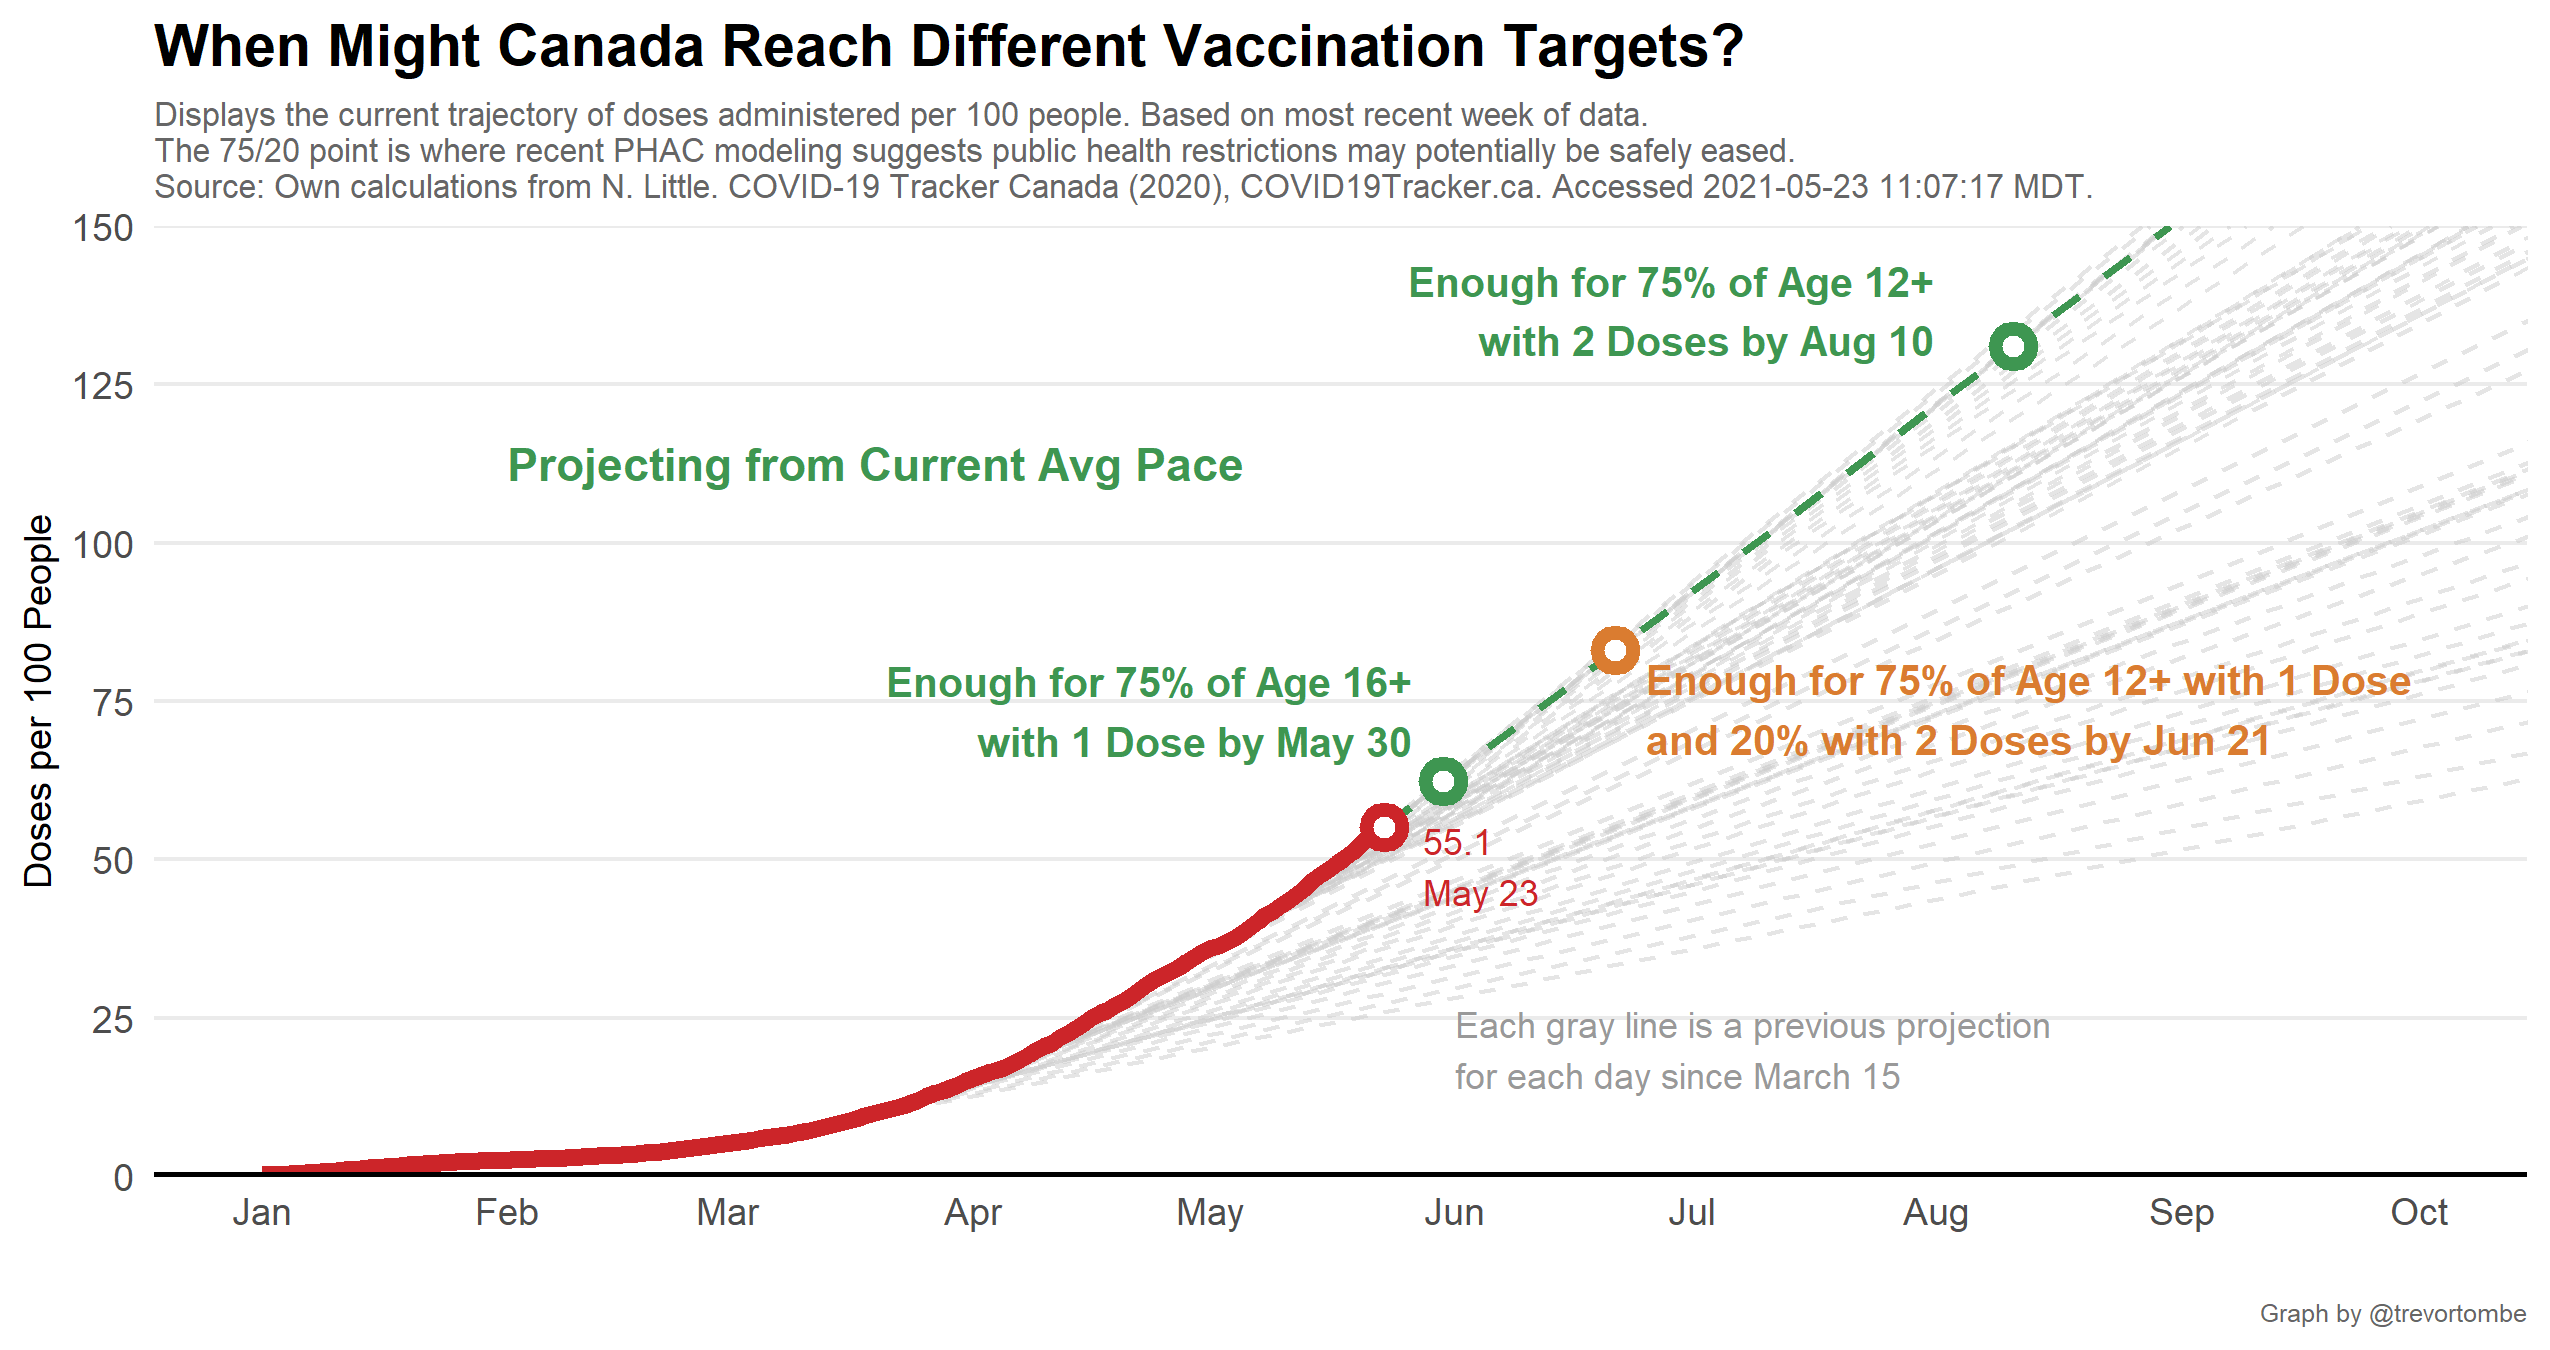 When Might Canada Reach Different Vaccination Targets?
Displays the current trajectory of doses administered per 100 people. Based on most recent week of data.
The 75/20 point is where recent PHAC modeling suggests public health restrictions may potentially be safely eased.
Source: Own calculations from N. Little. COVID-19 Tracker Canada (2020), COVID19Tracker.ca. Accessed 2021-05-23 11:07:17 MDT.
150
125
100
75
50
25
0
Doses per 100 People
Enough for 75% of Age 12+
with 2 Doses by Aug 10
Projecting from Current Avg Pace
Enough for 75% of Age 16+
with 1 Dose by May 30
Enough for 75% of Age 12+ with 1 Dose
and 20% with 2 Doses by Jun 21
55.1
May 23
Each gray line is a previous projection
for each day since March 15
Jan Feb Mar Apr May Jun Jul Aug Sep Oct
Graph by @trevortombe